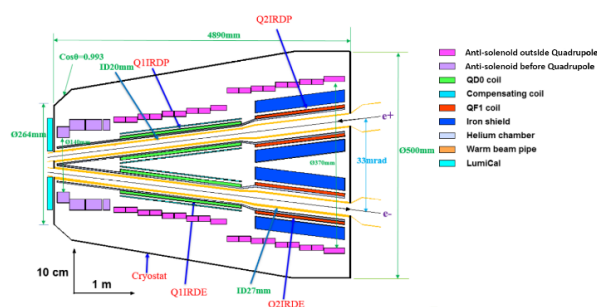 4890mm
Q2IRDP
Cosθ=0.993
Q1IRDP
ID20mm
Ø264mm
e+
Ø370mm
33mrad
Ø500mm
e-
10 cm
1 m
Cryostat
Q1IRDE
ID27mm
Q2IRDE
Anti-solenoid outside Quadrupole
Anti-solenoid before Quadrupole
QD0 coil
Compensating coil
QF1 coil
Iron shield
Helium chamber
Warm beam pipe
LumiCal